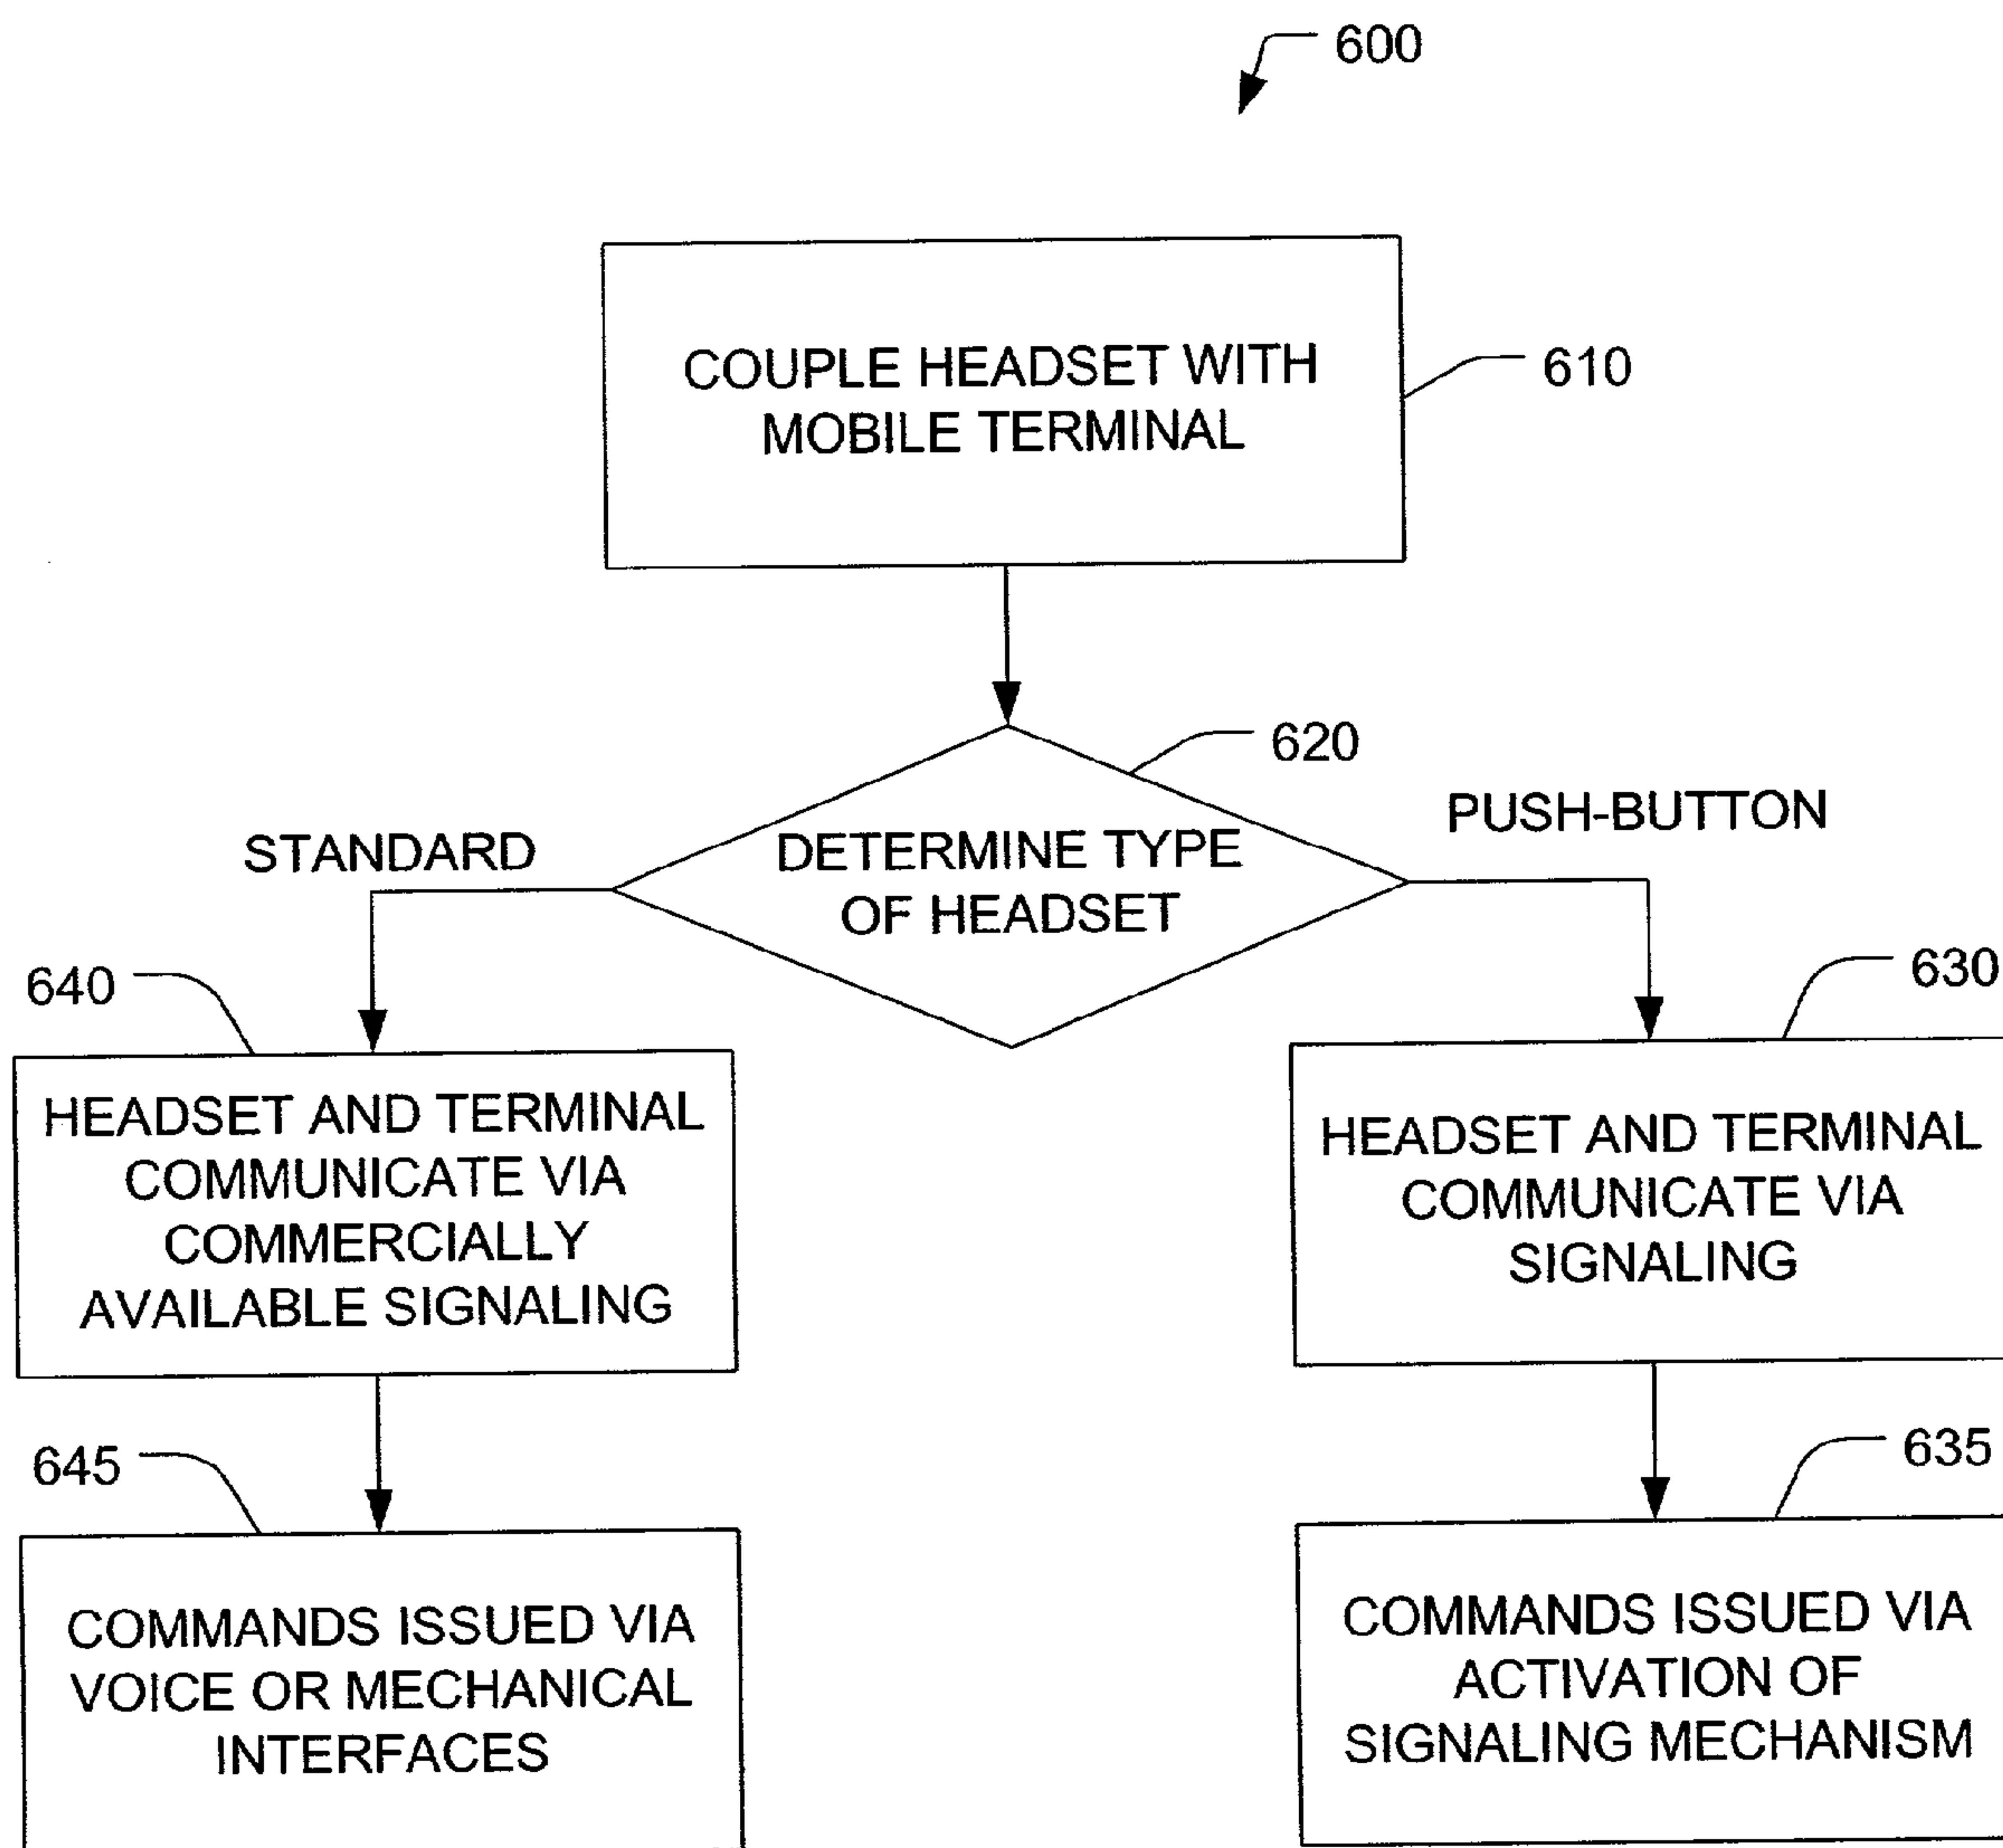 600
COUPLE HEADSET WITH
MOBILE TERMINAL
610
620
DETERMINE TYPE
OF HEADSET
STANDARD
PUSH-BUTTON
640
HEADSET AND TERMINAL
COMMUNICATE VIA
COMMERCIALLY
AVAILABLE SIGNALING
630
HEADSET AND TERMINAL
COMMUNICATE VIA
SIGNALING
645
COMMANDS ISSUED VIA
VOICE OR MECHANICAL
INTERFACES
635
COMMANDS ISSUED VIA
ACTIVATION OF
SIGNALING MECHANISM